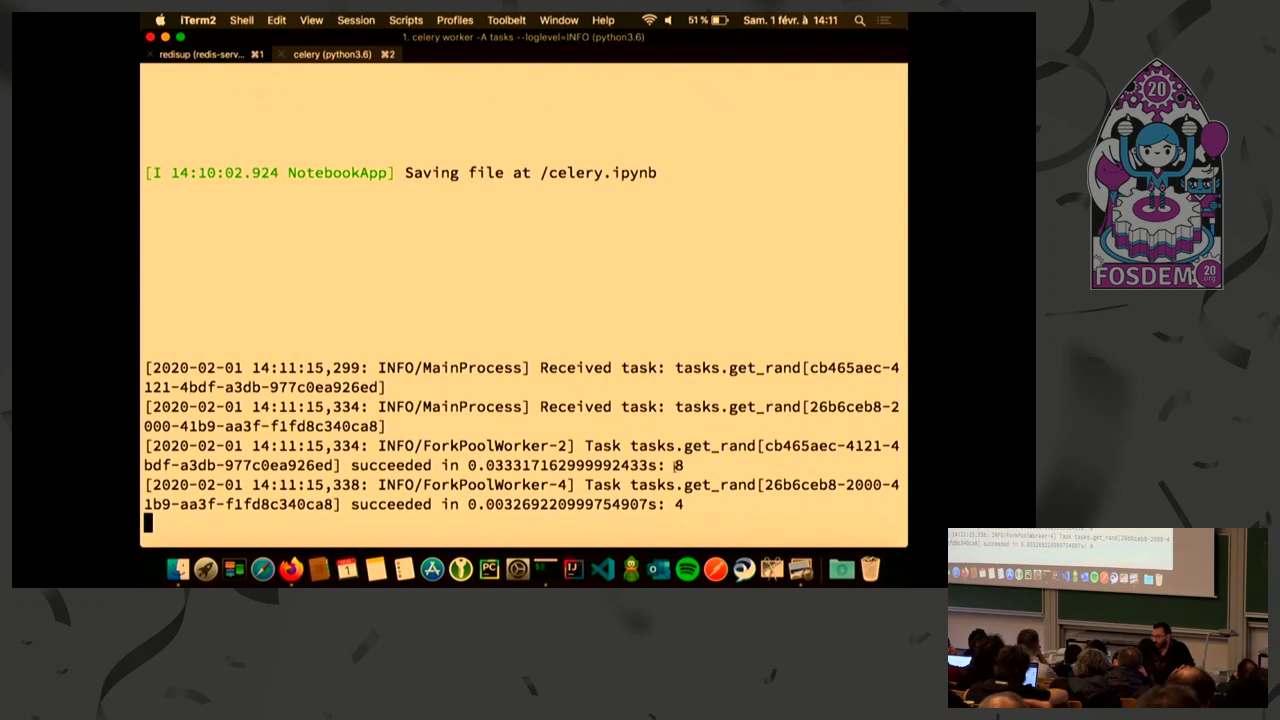 iTerm2 Shell Edit View Session Scripts Profiles Toolbelt Window Help 51 % Sam. 1 févr. à 14:11
1. celery worker -A tasks --loglevel=INFO (python3.6)
redisup (redis-serv... ⌘1 celery (python3.6) ⌘2
[I 14:10:02.924 NotebookApp] Saving file at /celery.ipynb
[2020-02-01 14:11:15,299: INFO/MainProcess] Received task: tasks.get_rand[cb465aec-4
121-4bdf-a3db-977c0ea926ed]
[2020-02-01 14:11:15,334: INFO/MainProcess] Received task: tasks.get_rand[26b6ceb8-2
000-41b9-aa3f-f1fd8c340ca8]
[2020-02-01 14:11:15,334: INFO/ForkPoolWorker-2] Task tasks.get_rand[cb465aec-4121-4
bdf-a3db-977c0ea926ed] succeeded in 0.033317162999992433s: 8
[2020-02-01 14:11:15,338: INFO/ForkPoolWorker-4] Task tasks.get_rand[26b6ceb8-2000-4
1b9-aa3f-f1fd8c340ca8] succeeded in 0.003269220999754907s: 4
20
FOSDEM 20
.org